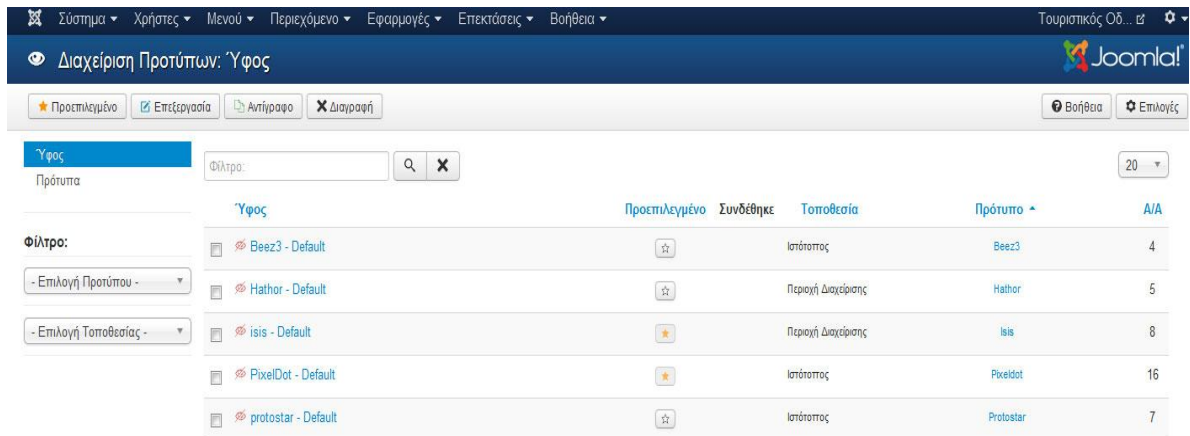 Σύστημα Χρήστες Μενού Περιεχόμενο Εφαρμογές Επεκτάσεις Βοήθεια Τουριστικός Οδ...
Διαχείριση Προτύπων: Ύφος Joomla!
Προεπιλεγμένο Επεξεργασία Αντίγραφο Διαγραφή Βοήθεια Επιλογές
Ύφος
Πρότυπα
Φίλτρο:
- Επιλογή Προτύπου -
- Επιλογή Τοποθεσίας -
Φίλτρο: 20
Ύφος Προεπιλεγμένο Συνδέθηκε Τοποθεσία Πρότυπο Α/Α
Beez3 - Default Ιστότοπος Beez3 4
Hathor - Default Περιοχή Διαχείρισης Hathor 5
isis - Default Περιοχή Διαχείρισης Isis 8
PixelDot - Default Ιστότοπος Pixeldot 16
protostar - Default Ιστότοπος Protostar 7